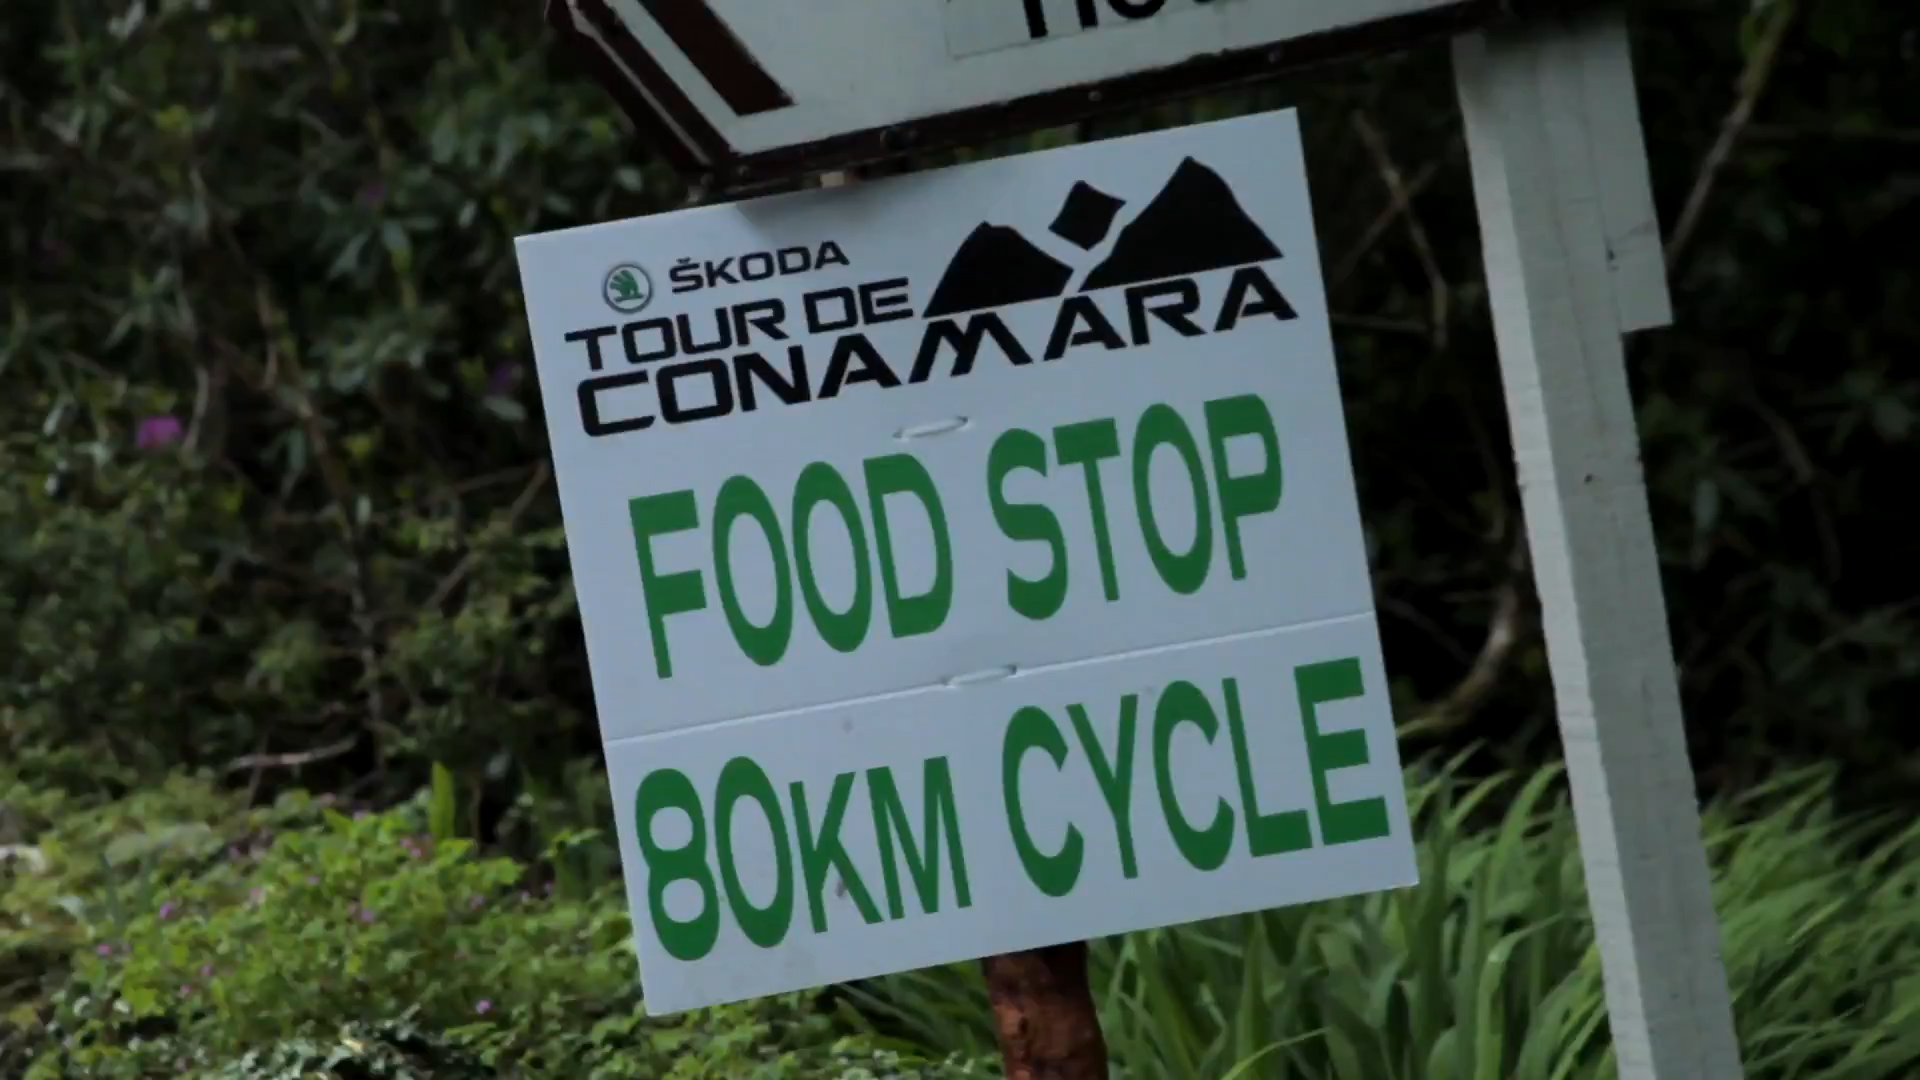 ŠKODA
TOUR DE
CONAMARA
FOOD STOP
80KM CYCLE